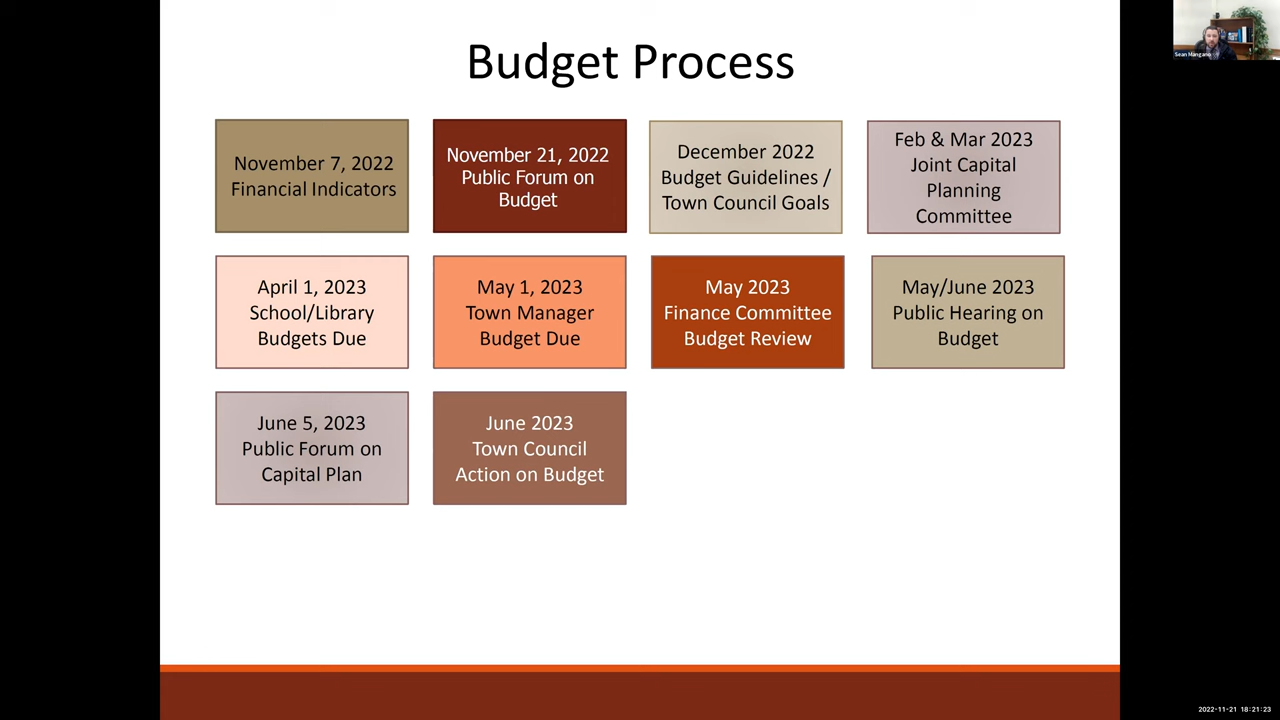 Budget Process
November 7, 2022
Financial Indicators
November 21, 2022
Public Forum on
Budget
December 2022
Budget Guidelines /
Town Council Goals
Feb & Mar 2023
Joint Capital
Planning
Committee
April 1, 2023
School/Library
Budgets Due
May 1, 2023
Town Manager
Budget Due
May 2023
Finance Committee
Budget Review
May/June 2023
Public Hearing on
Budget
June 5, 2023
Public Forum on
Capital Plan
June 2023
Town Council
Action on Budget
Sean Mangano
2022-11-21 18:21:23